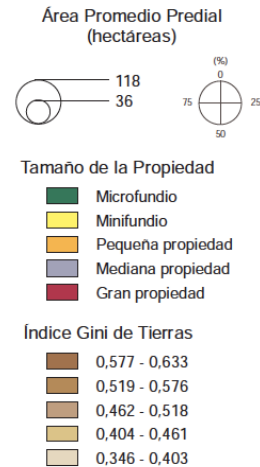 Área Promedio Predial
(hectáreas)
118
36
(%)
0
75
25
50
Tamaño de la Propiedad
Microfundio
Minifundio
Pequeña propiedad
Mediana propiedad
Gran propiedad
Índice Gini de Tierras
0,577 - 0,633
0,519 - 0,576
0,462 - 0,518
0,404 - 0,461
0,346 - 0,403